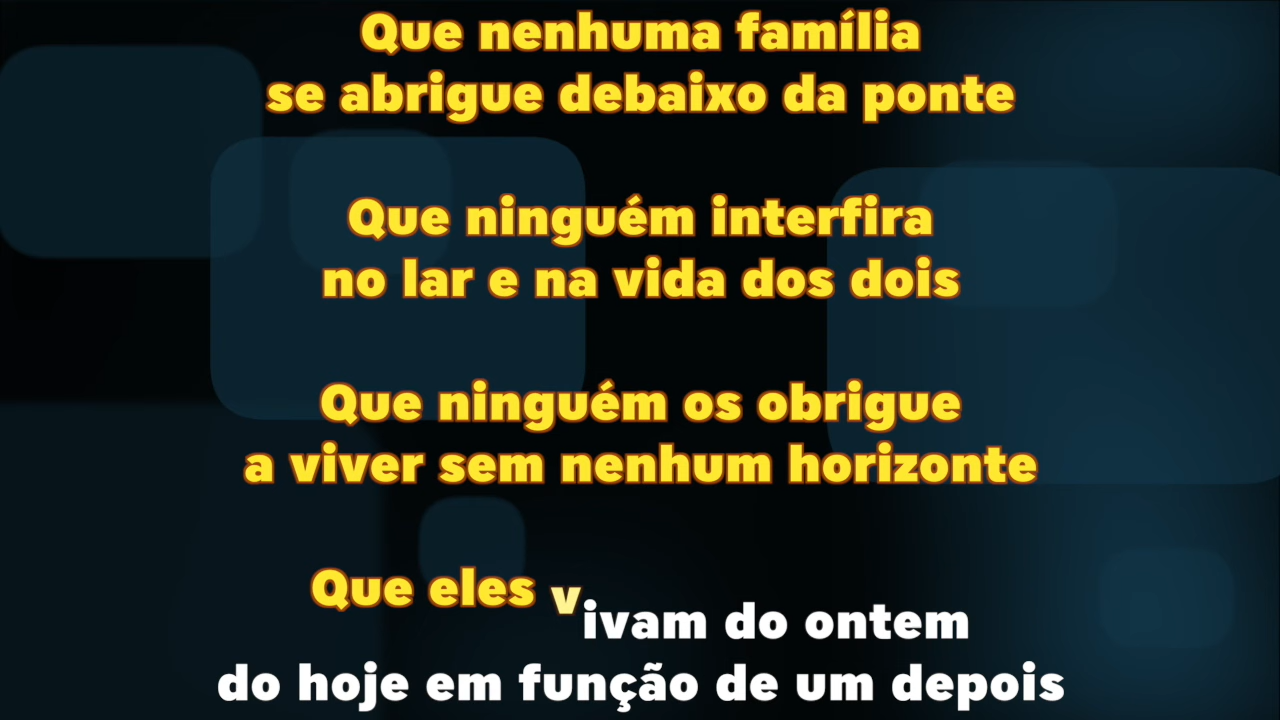 Que nenhuma família
se abrigue debaixo da ponte
Que ninguém interfira
no lar e na vida dos dois
Que ninguém os obrigue
a viver sem nenhum horizonte
Que eles vivam do ontem
do hoje em função de um depois